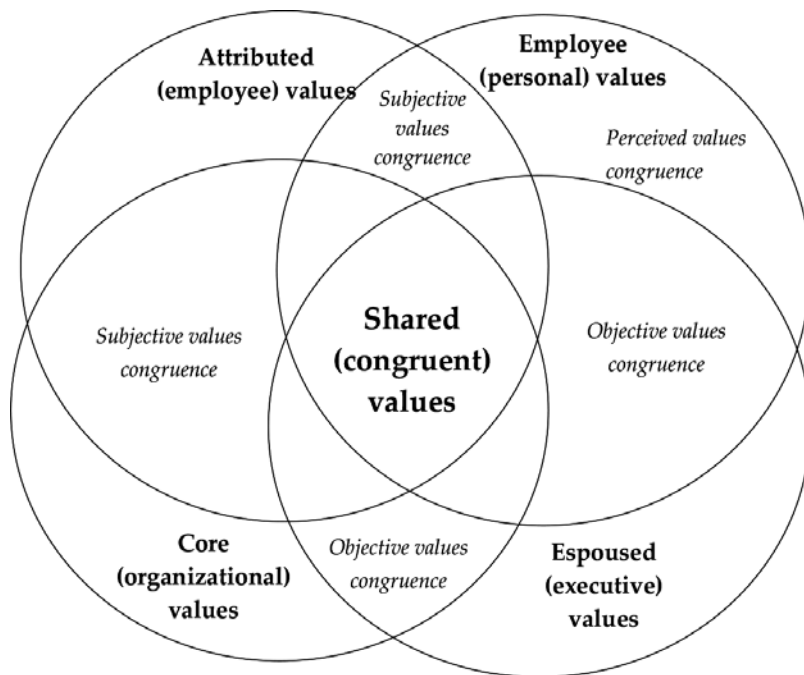 Attributed
(employee) values
Employee
(personal) values
Subjective
values
congruence
Perceived values
congruence
Subjective values
congruence
Shared
(congruent)
values
Objective values
congruence
Core
(organizational)
values
Objective values
congruence
Espoused
(executive)
values